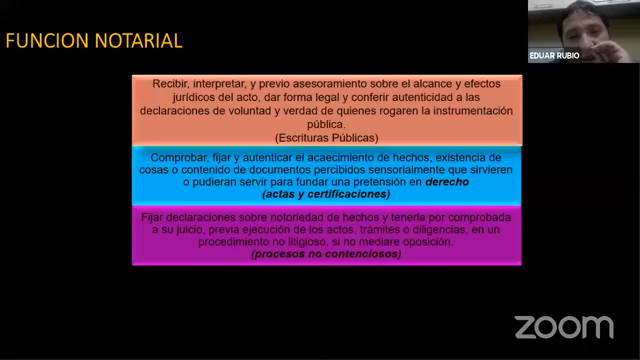 FUNCION NOTARIAL
EDUAR RUBIO
Recibir, interpretar, y previo asesoramiento sobre el alcance y efectos
jurídicos del acto, dar forma legal y conferir autenticidad a las
declaraciones de voluntad y verdad de quienes rogaren la instrumentación
pública.
(Escrituras Públicas)
Comprobar, fijar y autenticar el acaecimiento de hechos, existencia de
cosas o contenido de documentos percibidos sensorialmente que sirvieren
o pudieran servir para fundar una pretensión en derecho
(actas y certificaciones)
Fijar declaraciones sobre notoriedad de hechos y tenerla por comprobada
a su juicio, previa ejecución de los actos, trámites o diligencias, en un
procedimiento no litigioso, si no mediare oposición.
(procesos no contenciosos)
zoom